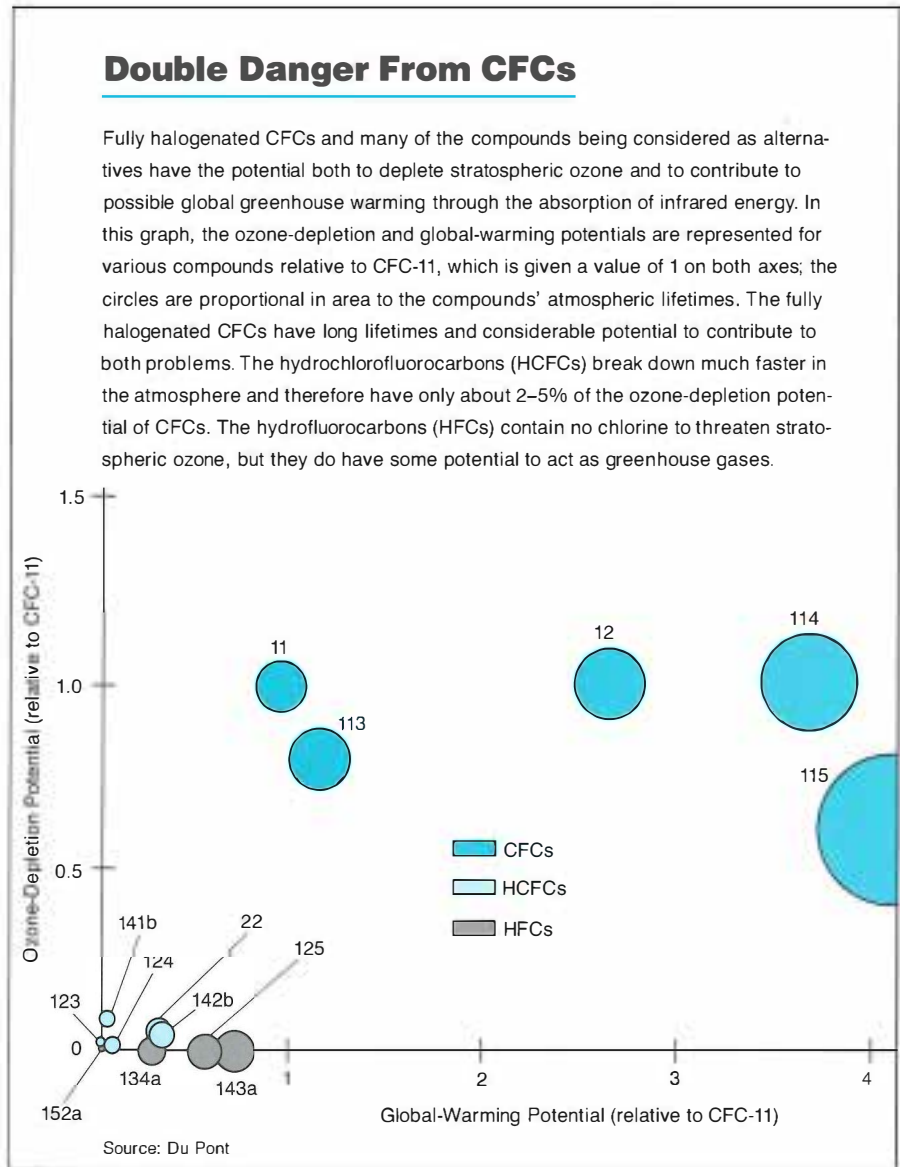 Double Danger From CFCs
Fully halogenated CFCs and many of the compounds being considered as alterna-
tives have the potential both to deplete stratospheric ozone and to contribute to
possible global greenhouse warming through the absorption of infrared energy. In
this graph, the ozone-depletion and global-warming potentials are represented for
various compounds relative to CFC-11, which is given a value of 1 on both axes; the
circles are proportional in area to the compounds' atmospheric lifetimes. The fully
halogenated CFCs have long lifetimes and considerable potential to contribute to
both problems. The hydrochlorofluorocarbons (HCFCs) break down much faster in
the atmosphere and therefore have only about 2–5% of the ozone-depletion poten-
tial of CFCs. The hydrofluorocarbons (HFCs) contain no chlorine to threaten strato-
spheric ozone, but they do have some potential to act as greenhouse gases.
Ozone-Depletion Potential (relative to CFC-11)
1.5
1.0
0.5
0
11
12
114
113
115
CFCs
HCFCs
HFCs
141b
22
124
125
123
142b
134a
143a
152a
1
2
3
4
Global-Warming Potential (relative to CFC-11)
Source: Du Pont